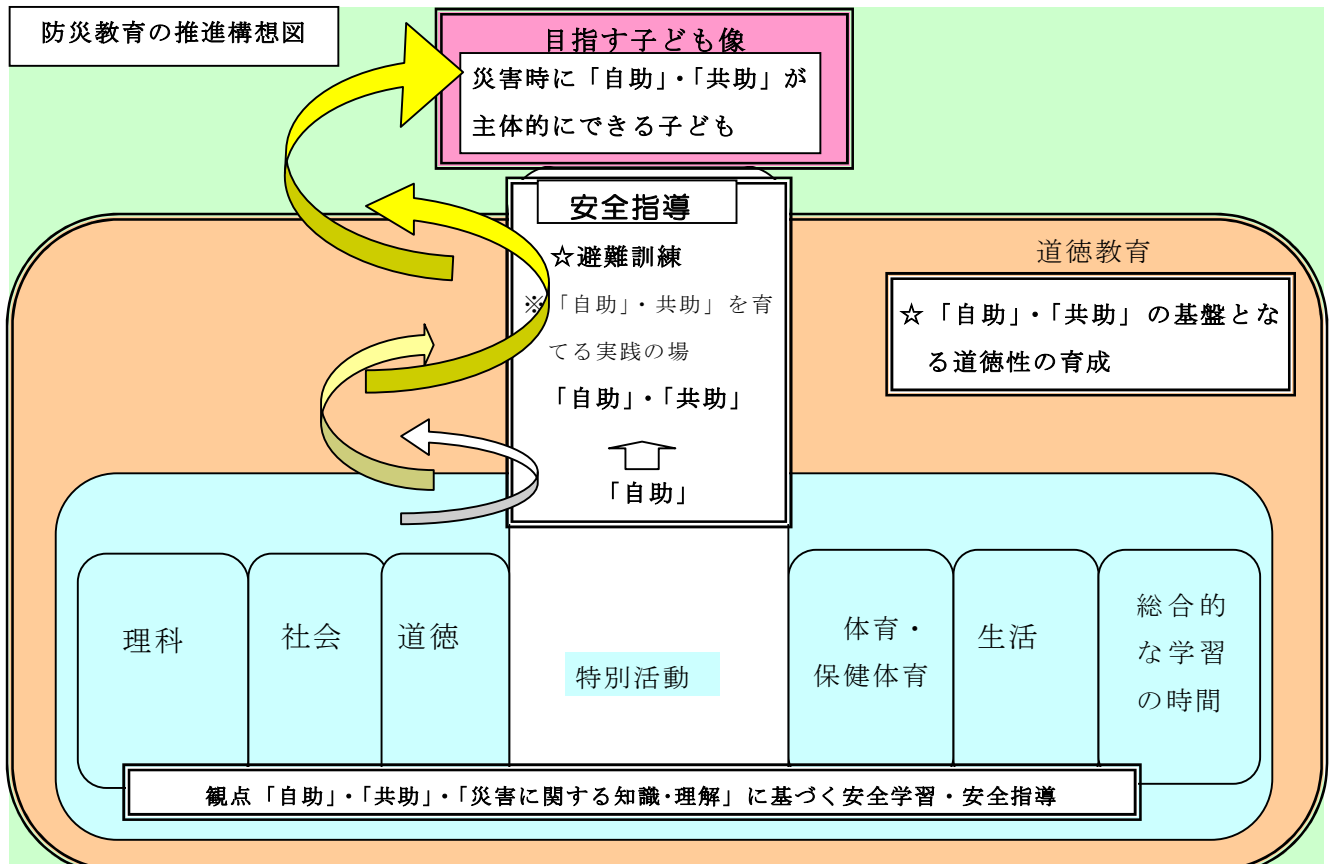 防災教育の推進構想図
目指す子ども像
災害時に「自助」・「共助」が
主体的にできる子ども
安全指導
☆避難訓練
※「自助」・共助」を育
てる実践の場
「自助」・「共助」
「自助」
道徳教育
☆「自助」・「共助」の基盤とな
る道徳性の育成
理科
社会
道徳
特別活動
体育・
保健体育
生活
総合的
な学習
の時間
観点「自助」・「共助」・「災害に関する知識・理解」に基づく安全学習・安全指導